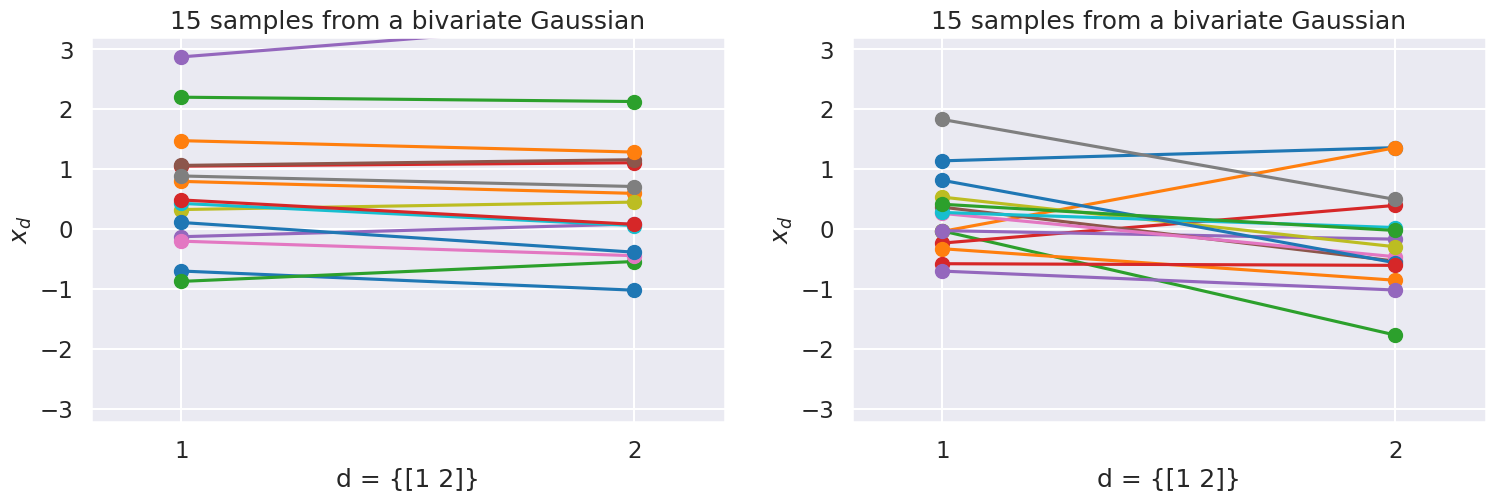 15 samples from a bivariate Gaussian
3
2
1
0
−1
−2
−3
x_d
1 2
d = {[1 2]}
15 samples from a bivariate Gaussian
3
2
1
0
−1
−2
−3
x_d
1 2
d = {[1 2]}